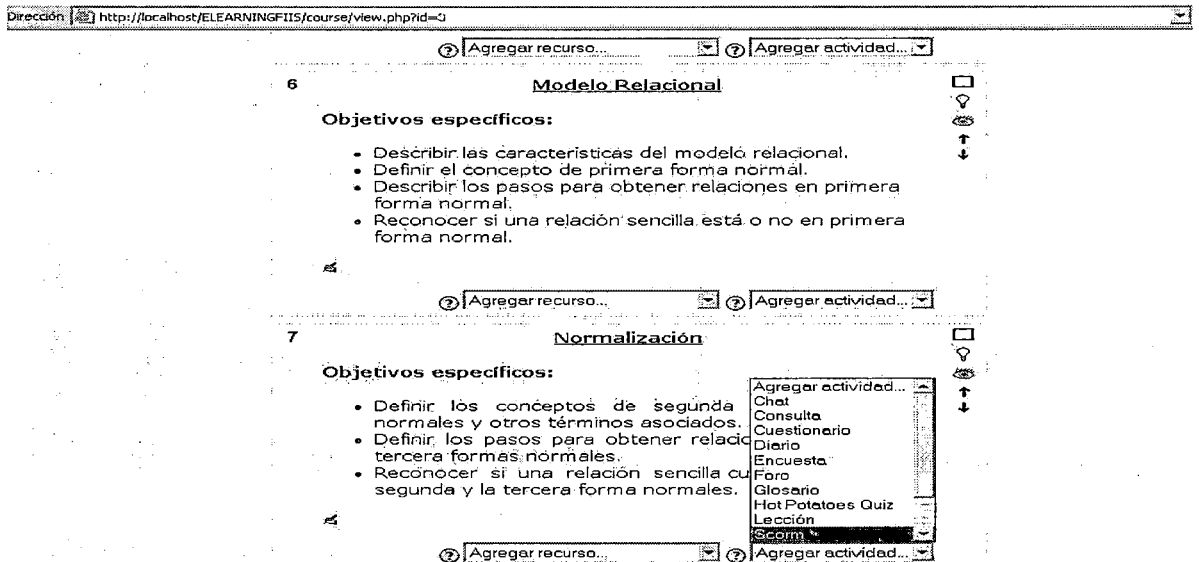 Dirección http://localhost/ELEARNINGFIIS/course/view.php?id=3
Agregar recurso... Agregar actividad...
6 Modelo Relacional
Objetivos específicos:
• Describir las características del modelo relacional.
• Definir el concepto de primera forma normal.
• Describir los pasos para obtener relaciones en primera
forma normal.
• Reconocer si una relación sencilla está o no en primera
forma normal.
Agregar recurso... Agregar actividad...
7 Normalización
Objetivos específicos:
• Definir los conceptos de segunda
normales y otros términos asociados.
• Definir los pasos para obtener relacio
tercera formas normales.
• Reconocer si una relación sencilla cu
segunda y la tercera forma normales.
Agregar actividad...
Chat
Consulta
Cuestionario
Diario
Encuesta
Foro
Glosario
Hot Potatoes Quiz
Lección
Scorm
Agregar recurso... Agregar actividad...